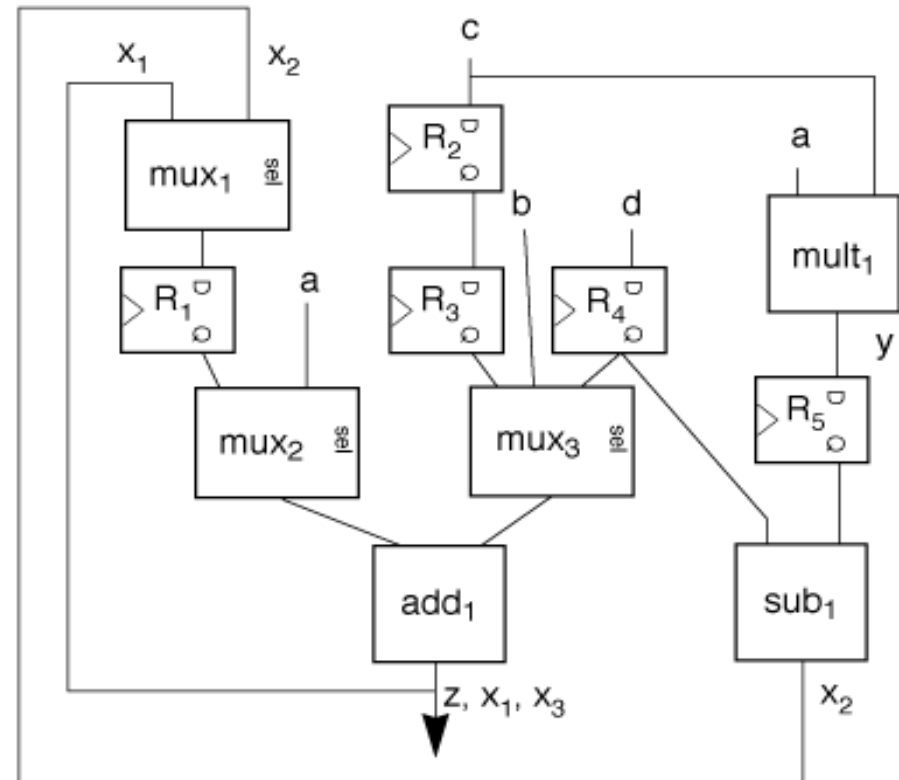 x₁
x₂
c
mux₁
sel
D
R₂
Q
a
b
d
mult₁
D
R₁
Q
a
D
R₃
Q
D
R₄
Q
y
mux₂
sel
mux₃
sel
D
R₅
Q
add₁
sub₁
z, x₁, x₃
x₂